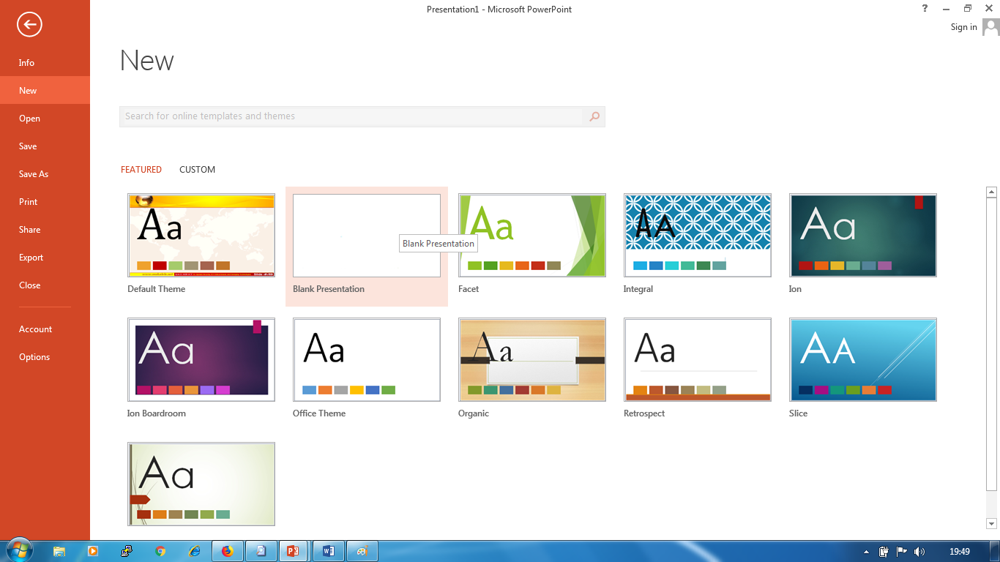 Presentation1 - Microsoft PowerPoint
?
Sign in
Info
New
Open
Save
Save As
Print
Share
Export
Close
Account
Options
New
Search for online templates and themes
FEATURED CUSTOM
Aa Aa Aa Aa
Blank Presentation
Default Theme Blank Presentation Facet Integral Ion
Aa Aa Aa Aa Aa
Ion Boardroom Office Theme Organic Retrospect Slice
Aa
19:49